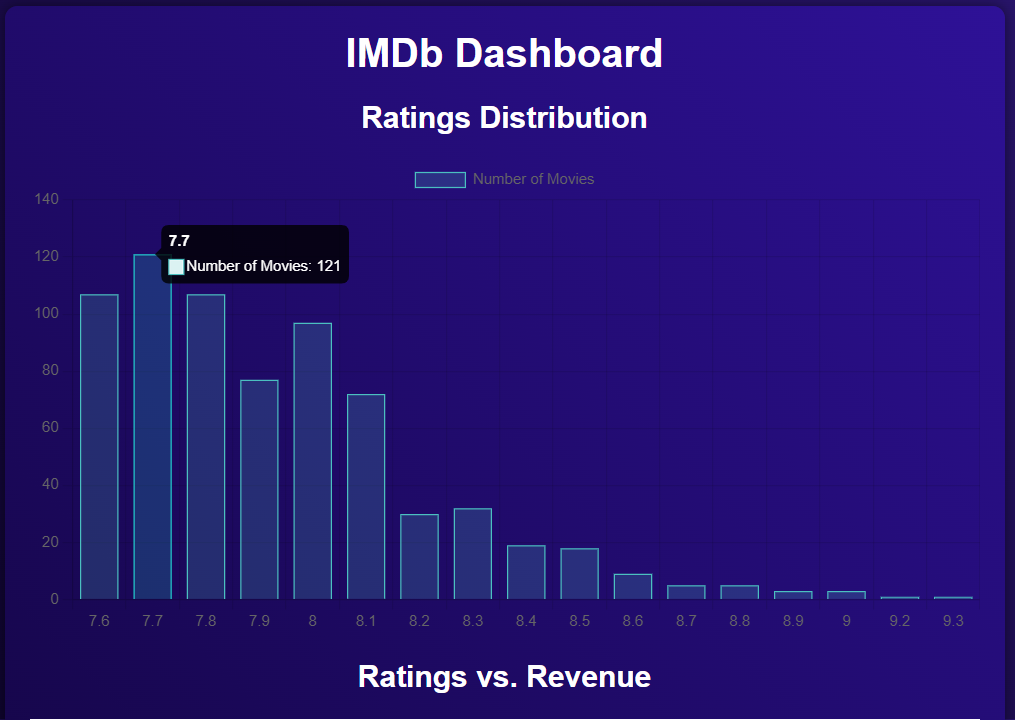 IMDb Dashboard
Ratings Distribution
Number of Movies
140
120
100
80
60
40
20
0
7.7
Number of Movies: 121
7.6 7.7 7.8 7.9 8 8.1 8.2 8.3 8.4 8.5 8.6 8.7 8.8 8.9 9 9.2 9.3
Ratings vs. Revenue